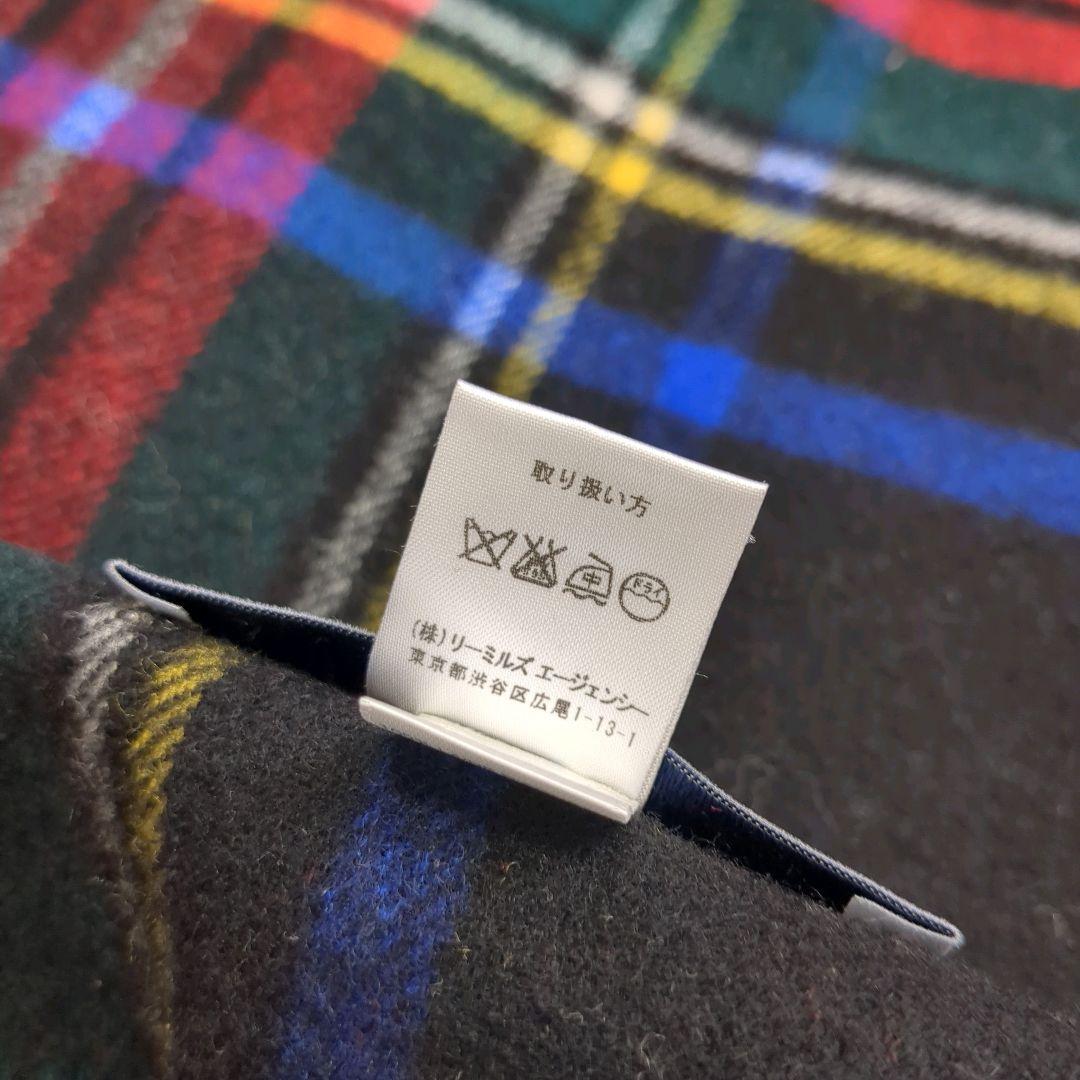 取り扱い方
中 ドライ
(株)リーミルズ エージェンシー
東京都渋谷区広尾1-13-1